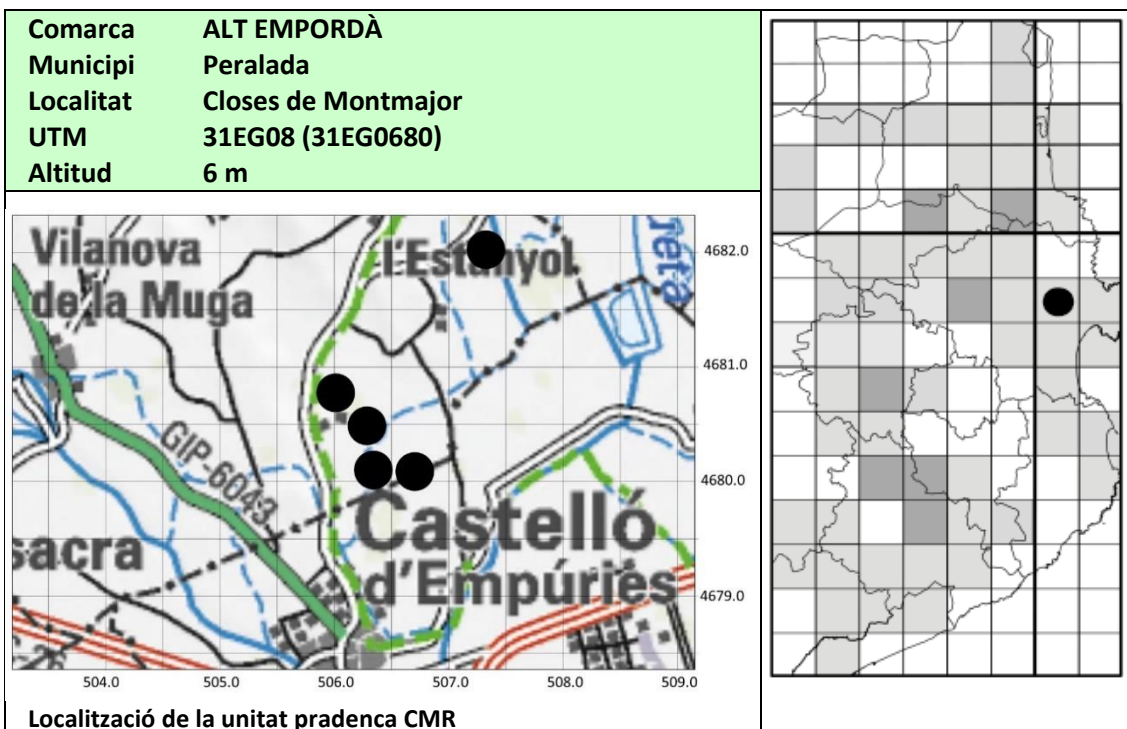 Comarca ALT EMPORDÀ
Municipi Peralada
Localitat Closes de Montmajor
UTM 31EG08 (31EG0680)
Altitud 6 m
Vilanova
de la Muga
l'Estanyol
reta
GIP-6043
sacra
Castelló
d'Empúries
4682.0
4681.0
4680.0
4679.0
504.0 505.0 506.0 507.0 508.0 509.0
Localització de la unitat pradenca CMR